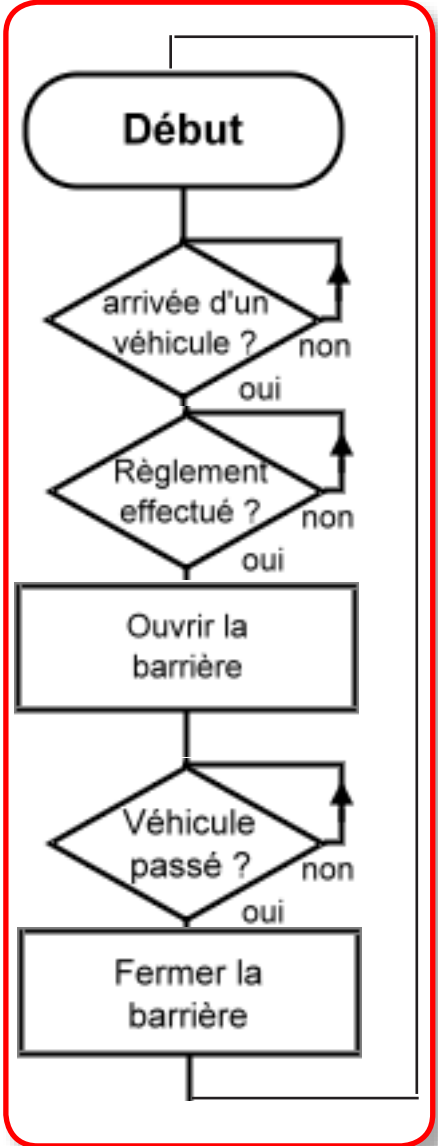 Début
arrivée d'un
véhicule ?
non
oui
Règlement
effectué ?
non
oui
Ouvrir la
barrière
Véhicule
passé ?
non
oui
Fermer la
barrière